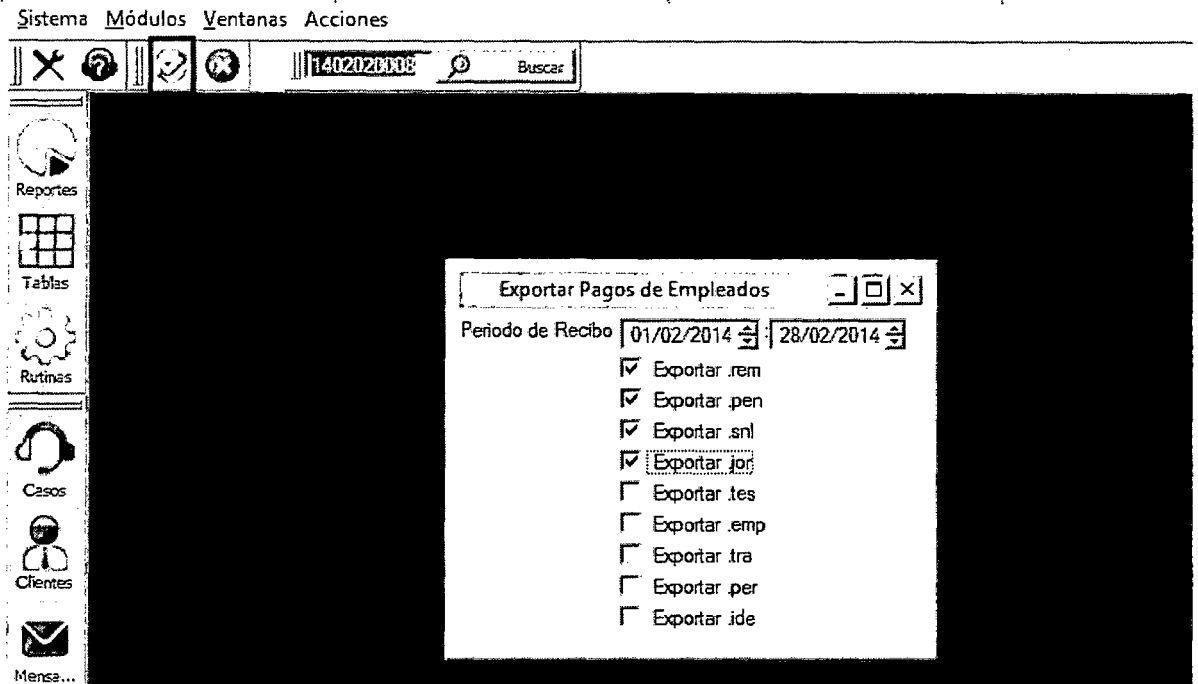 Sistema Módulos Ventanas Acciones
1402020008 Buscar
Reportes
Tablas
Rutinas
Casos
Clientes
Mensa...
Exportar Pagos de Empleados
Periodo de Recibo 01/02/2014 : 28/02/2014
Exportar .rem
Exportar .pen
Exportar .snl
Exportar .jor
Exportar .tes
Exportar .emp
Exportar .tra
Exportar .per
Exportar .ide